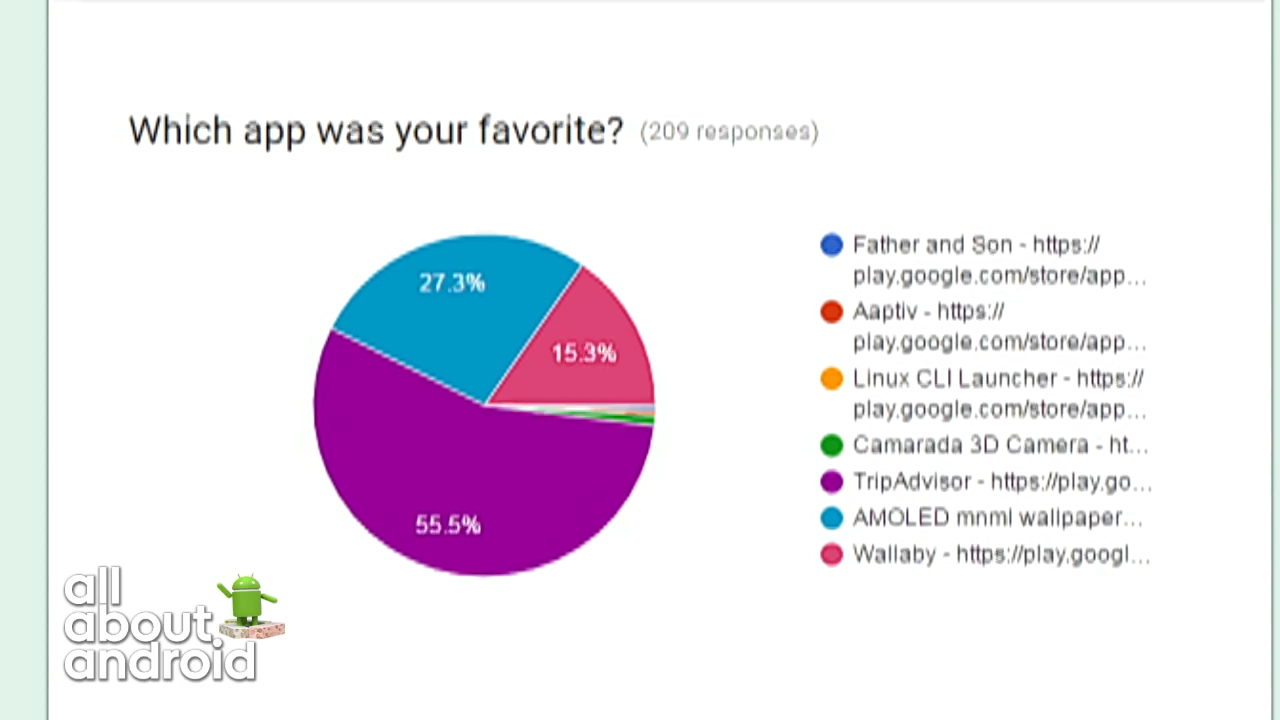 Which app was your favorite? (209 responses)
27.3%
15.3%
55.5%
Father and Son - https://
play.google.com/store/app...
Aaptiv - https://
play.google.com/store/app...
Linux CLI Launcher - https://
play.google.com/store/app...
Camarada 3D Camera - ht...
TripAdvisor - https://play.go...
AMOLED mnml wallpaper...
Wallaby - https://play.googl...
all
about
android